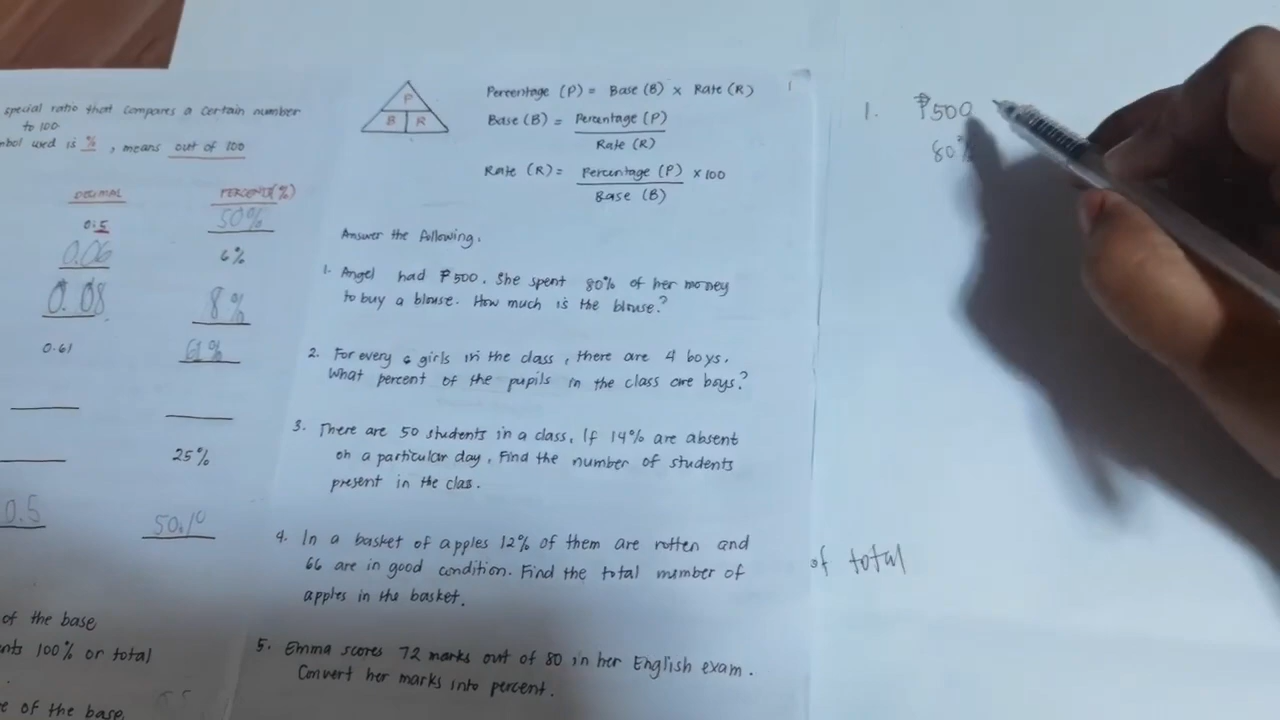 special ratio that compares a certain number
to 100.
mbol used is %, means out of 100
DECIMAL PERCENT(%)
0.5 50%
0.06 6%
0.08 8%
0.61 61%
25%
0.5
of the base
nts 100% or total
e of the base.
P
B R
Percentage (P) = Base (B) x Rate (R)
Base (B) = Percentage (P)
Rate (R)
Rate (R) = Percentage (P) x 100
Base (B)
Answer the following.
1. Angel had ₱500. She spent 80% of her money
to buy a blouse. How much is the blouse?
2. For every 6 girls in the class, there are 4 boys.
What percent of the pupils in the class are boys?
3. There are 50 students in a class. If 14% are absent
on a particular day, Find the number of students
present in the clas.
4. In a basket of apples 12% of them are rotten and
66 are in good condition. Find the total number of
apples in the basket.
5. Emma scores 72 marks out of 80 in her English exam.
Convert her marks into percent.
1. ₱500
80%
of total